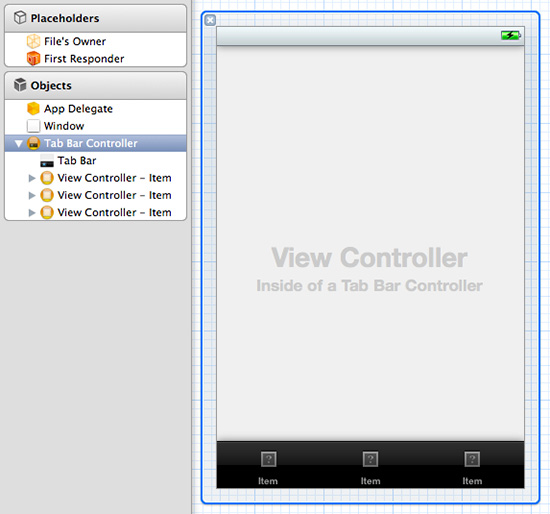 Placeholders
File's Owner
First Responder
Objects
App Delegate
Window
Tab Bar Controller
Tab Bar
View Controller – Item
View Controller – Item
View Controller – Item
View Controller
Inside of a Tab Bar Controller
? ? ?
Item Item Item